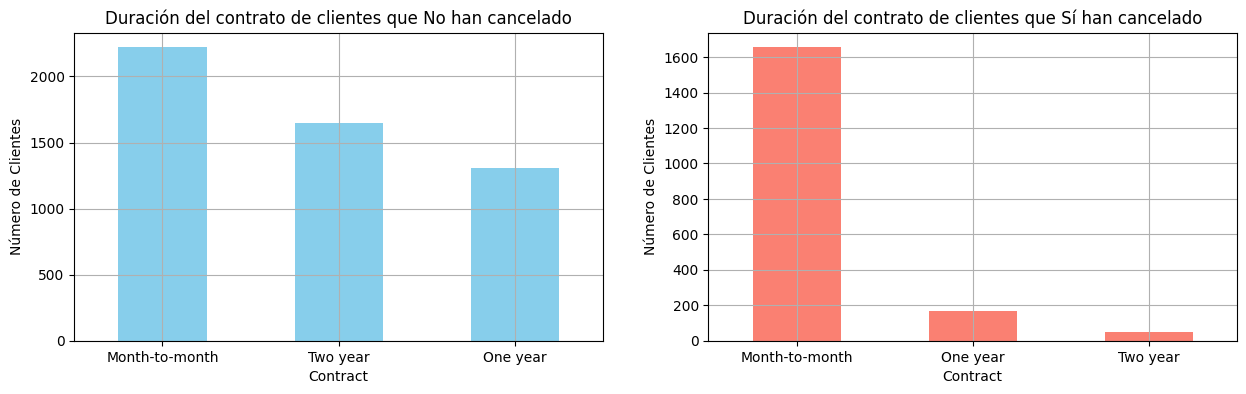 Duración del contrato de clientes que No han cancelado
Número de Clientes
2000
1500
1000
500
0
Month-to-month
Two year
One year
Contract
Duración del contrato de clientes que Sí han cancelado
Número de Clientes
1600
1400
1200
1000
800
600
400
200
0
Month-to-month
One year
Two year
Contract